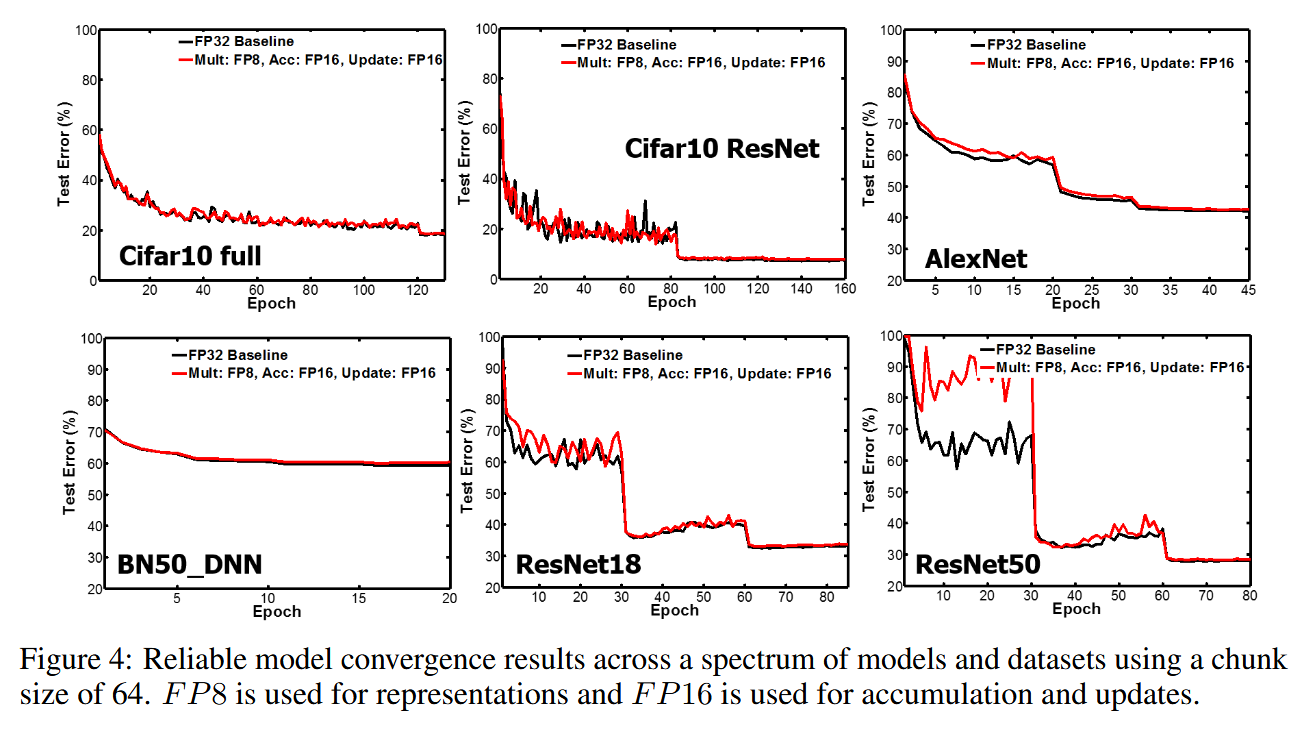 FP32 Baseline
Mult: FP8, Acc: FP16, Update: FP16
Test Error (%)
100
80
60
40
20
0
Cifar10 full
20 40 60 80 100 120
Epoch
FP32 Baseline
Mult: FP8, Acc: FP16, Update: FP16
Test Error (%)
100
80
60
40
20
0
Cifar10 ResNet
20 40 60 80 100 120 140 160
Epoch
FP32 Baseline
Mult: FP8, Acc: FP16, Update: FP16
Test Error (%)
100
90
80
70
60
50
40
30
20
AlexNet
5 10 15 20 25 30 35 40 45
Epoch
FP32 Baseline
Mult: FP8, Acc: FP16, Update: FP16
Test Error (%)
100
90
80
70
60
50
40
30
20
BN50_DNN
5 10 15 20
Epoch
FP32 Baseline
Mult: FP8, Acc: FP16, Update: FP16
Test Error (%)
100
90
80
70
60
50
40
30
20
ResNet18
10 20 30 40 50 60 70 80
Epoch
FP32 Baseline
Mult: FP8, Acc: FP16, Update: FP16
Test Error (%)
100
90
80
70
60
50
40
30
20
ResNet50
10 20 30 40 50 60 70 80
Epoch
Figure 4: Reliable model convergence results across a spectrum of models and datasets using a chunk
size of 64. FP8 is used for representations and FP16 is used for accumulation and updates.